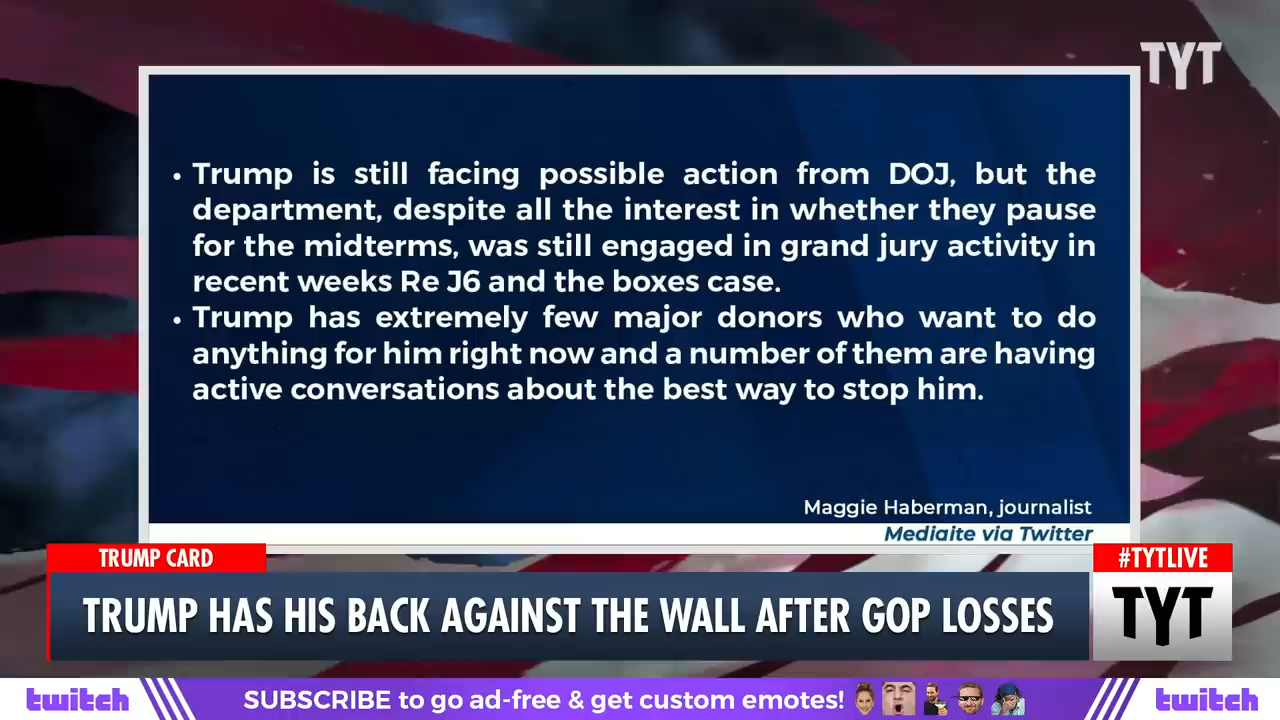 TYT
• Trump is still facing possible action from DOJ, but the
department, despite all the interest in whether they pause
for the midterms, was still engaged in grand jury activity in
recent weeks Re J6 and the boxes case.
• Trump has extremely few major donors who want to do
anything for him right now and a number of them are having
active conversations about the best way to stop him.
Maggie Haberman, journalist
Mediaite via Twitter
TRUMP CARD
#TYTLIVE
TRUMP HAS HIS BACK AGAINST THE WALL AFTER GOP LOSSES
TYT
twitch
SUBSCRIBE to go ad-free & get custom emotes!
twitch